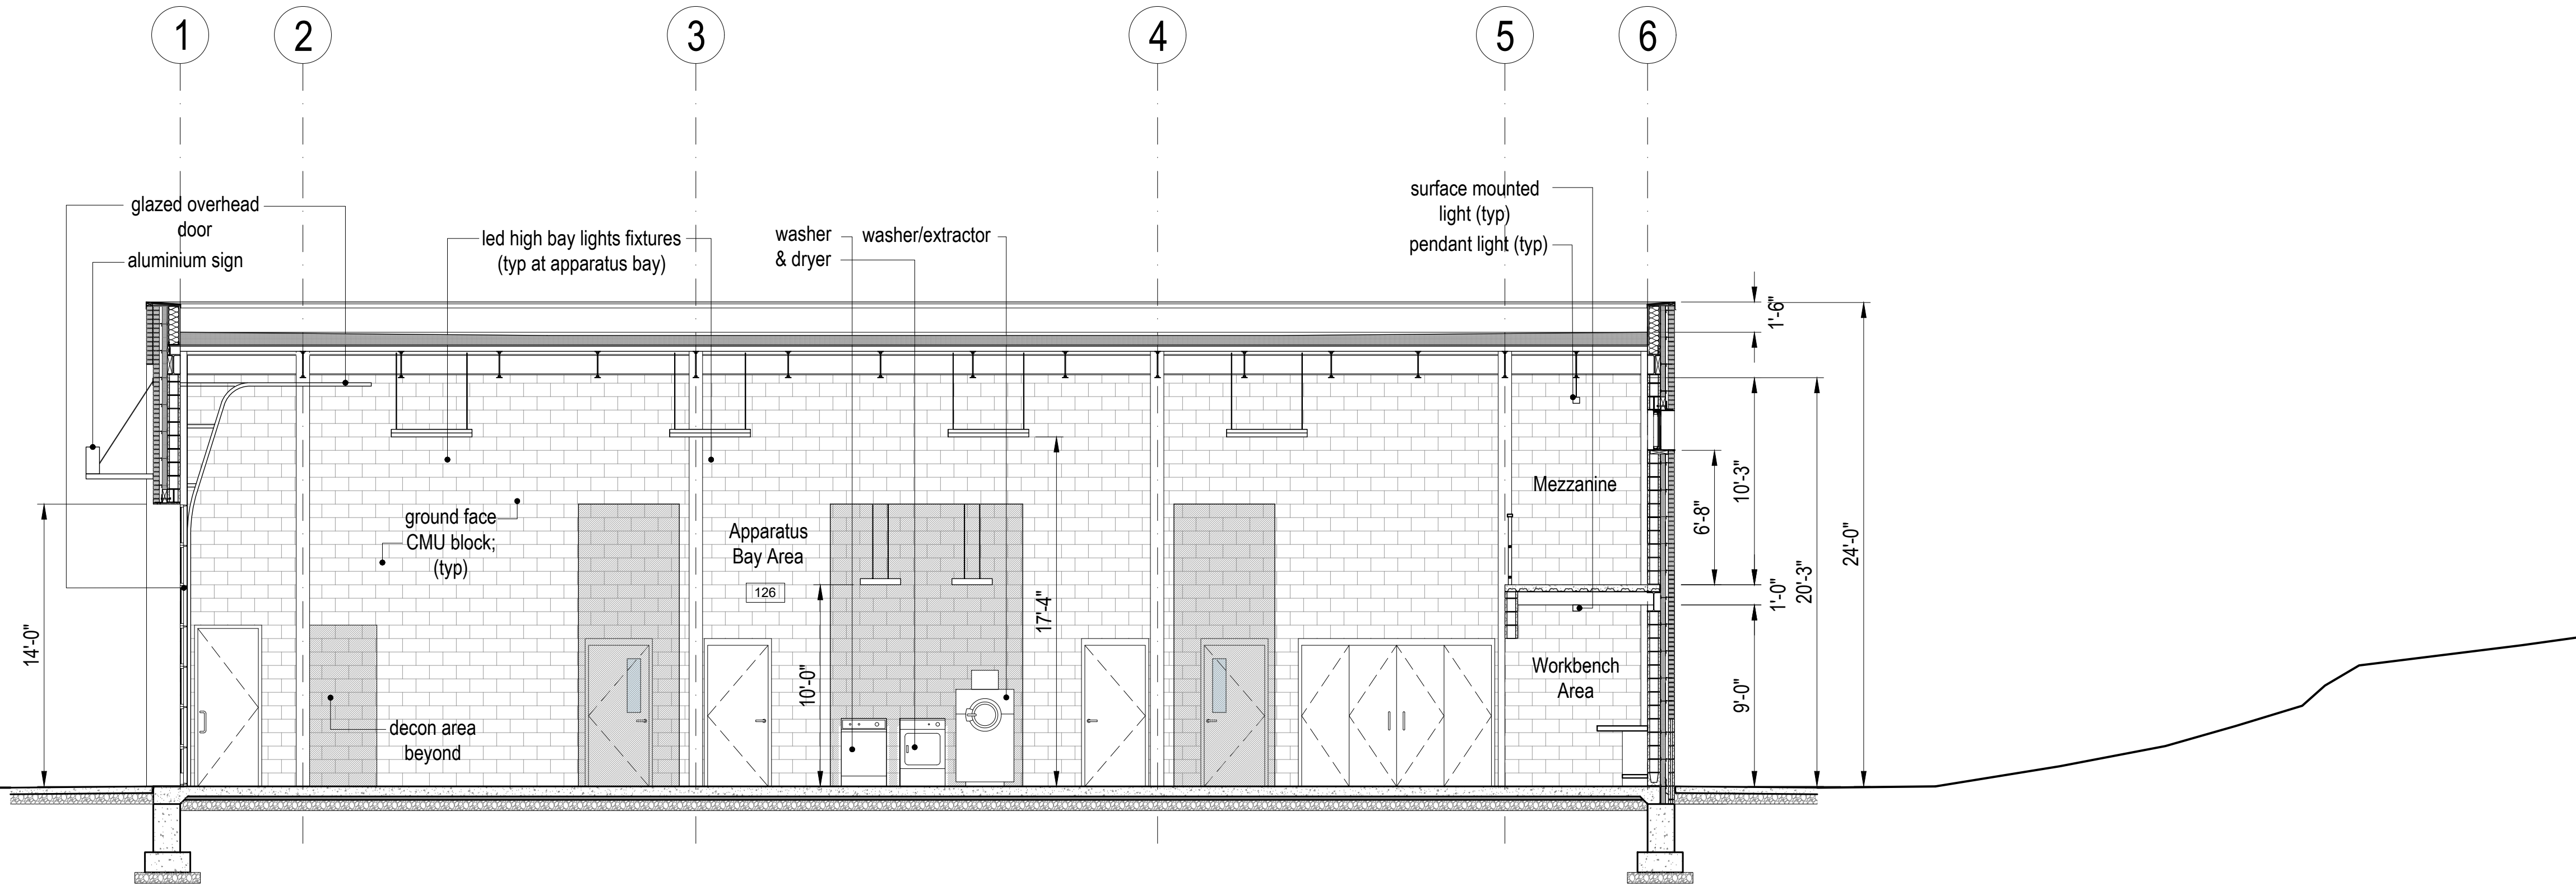 1
2
3
4
5
6
glazed overhead
door
aluminium sign
led high bay lights fixtures
(typ at apparatus bay)
washer
& dryer
washer/extractor
surface mounted
light (typ)
pendant light (typ)
ground face
CMU block;
(typ)
Apparatus
Bay Area
126
decon area
beyond
Mezzanine
Workbench
Area
14'-0"
10'-0"
17'-4"
6'-8"
10'-3"
1'-6"
1'-0"
9'-0"
20'-3"
24'-0"